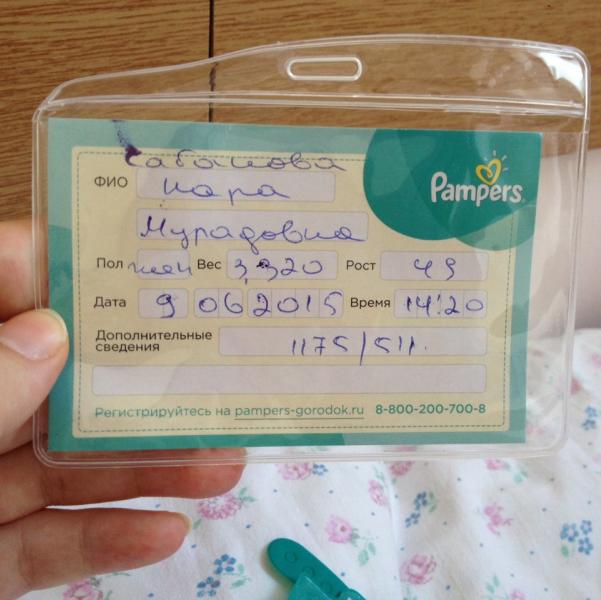 Pampers
ФИО
Мурадовна
Пол жен Вес 3,320 Рост 49
Дата 9 06 2015 Время 14:20
Дополнительные
сведения 1175/511.
Регистрируйтесь на pampers-gorodok.ru 8-800-200-700-8